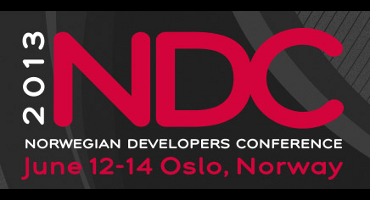 2013
NDC
NORWEGIAN DEVELOPERS CONFERENCE
June 12-14 Oslo, Norway